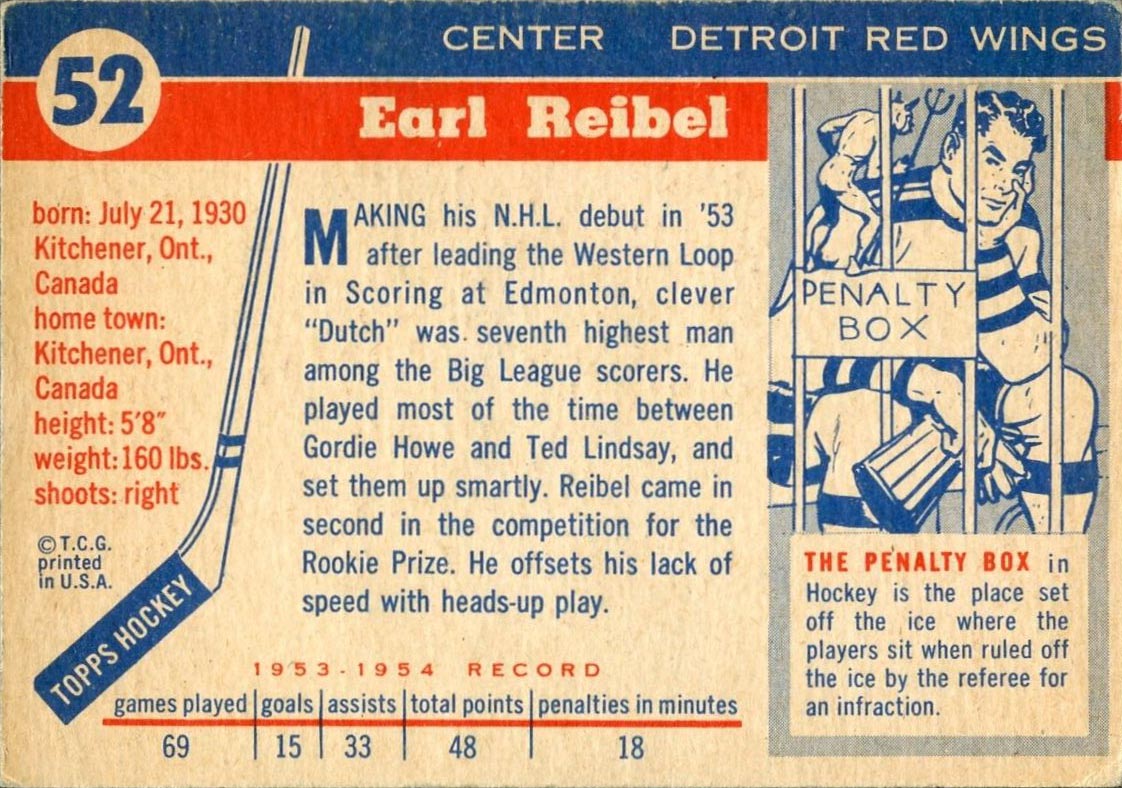 52
CENTER DETROIT RED WINGS
Earl Reibel
born: July 21, 1930
Kitchener, Ont.,
Canada
home town:
Kitchener, Ont.,
Canada
height: 5'8"
weight: 160 lbs.
shoots: right
© T.C.G.
printed
in U.S.A.
TOPPS HOCKEY
MAKING his N.H.L. debut in '53
after leading the Western Loop
in Scoring at Edmonton, clever
"Dutch" was seventh highest man
among the Big League scorers. He
played most of the time between
Gordie Howe and Ted Lindsay, and
set them up smartly. Reibel came in
second in the competition for the
Rookie Prize. He offsets his lack of
speed with heads-up play.
PENALTY
BOX
THE PENALTY BOX in
Hockey is the place set
off the ice where the
players sit when ruled off
the ice by the referee for
an infraction.
1953-1954 RECORD
games played goals assists total points penalties in minutes
69 15 33 48 18